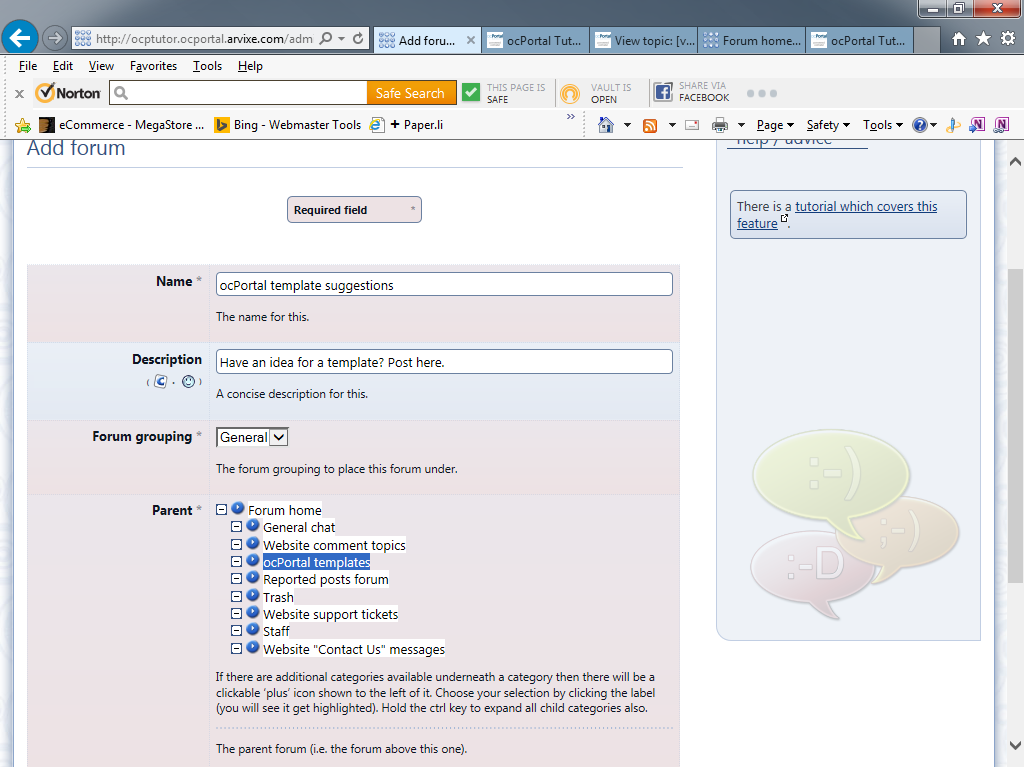 http://ocptutor.ocportal.arvixe.com/adm
Add foru...
ocPortal Tut...
View topic: [v...
Forum home...
ocPortal Tut...
File Edit View Favorites Tools Help
Norton
Safe Search
THIS PAGE IS
SAFE
VAULT IS
OPEN
SHARE VIA
FACEBOOK
eCommerce - MegaStore ...
Bing - Webmaster Tools
+ Paper.li
»
Page
Safety
Tools
Add forum
help / advice
Required field *
There is a tutorial which covers this
feature .
Name *
ocPortal template suggestions
The name for this.
Description
Have an idea for a template? Post here.
A concise description for this.
Forum grouping *
General
The forum grouping to place this forum under.
Parent *
Forum home
General chat
Website comment topics
ocPortal templates
Reported posts forum
Trash
Website support tickets
Staff
Website "Contact Us" messages
If there are additional categories available underneath a category then there will be a
clickable 'plus' icon shown to the left of it. Choose your selection by clicking the label
(you will see it get highlighted). Hold the ctrl key to expand all child categories also.
The parent forum (i.e. the forum above this one).
:-)
;-)
:-D